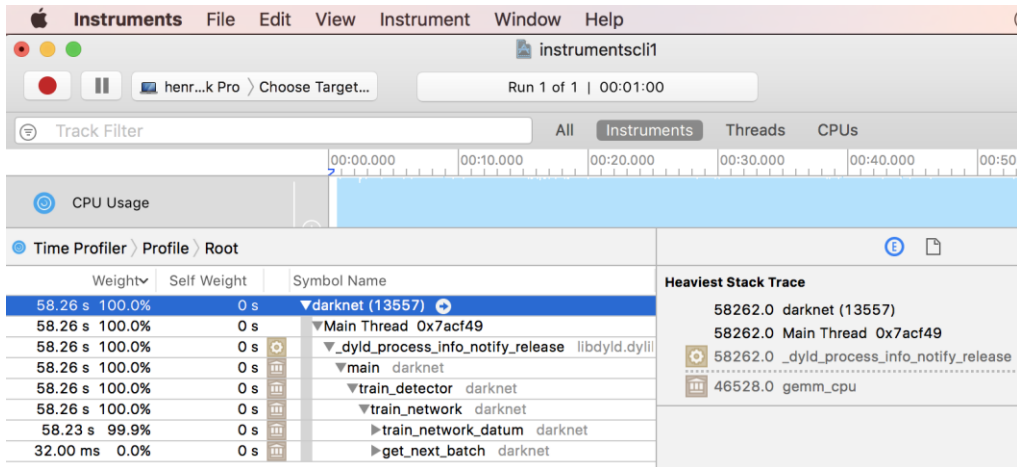 Instruments File Edit View Instrument Window Help
instrumentscli1
henr...k Pro 〉Choose Target... Run 1 of 1 | 00:01:00
Track Filter All Instruments Threads CPUs
00:00.000 00:10.000 00:20.000 00:30.000 00:40.000 00:50
CPU Usage
Time Profiler 〉Profile 〉Root E
Weight Self Weight Symbol Name
Heaviest Stack Trace
58.26 s 100.0% 0 s darknet (13557)
58.26 s 100.0% 0 s Main Thread 0x7acf49
58.26 s 100.0% 0 s _dyld_process_info_notify_release libdyld.dylil
58.26 s 100.0% 0 s main darknet
58.26 s 100.0% 0 s train_detector darknet
58.26 s 100.0% 0 s train_network darknet
58.23 s 99.9% 0 s train_network_datum darknet
32.00 ms 0.0% 0 s get_next_batch darknet
58262.0 darknet (13557)
58262.0 Main Thread 0x7acf49
58262.0 _dyld_process_info_notify_release
46528.0 gemm_cpu